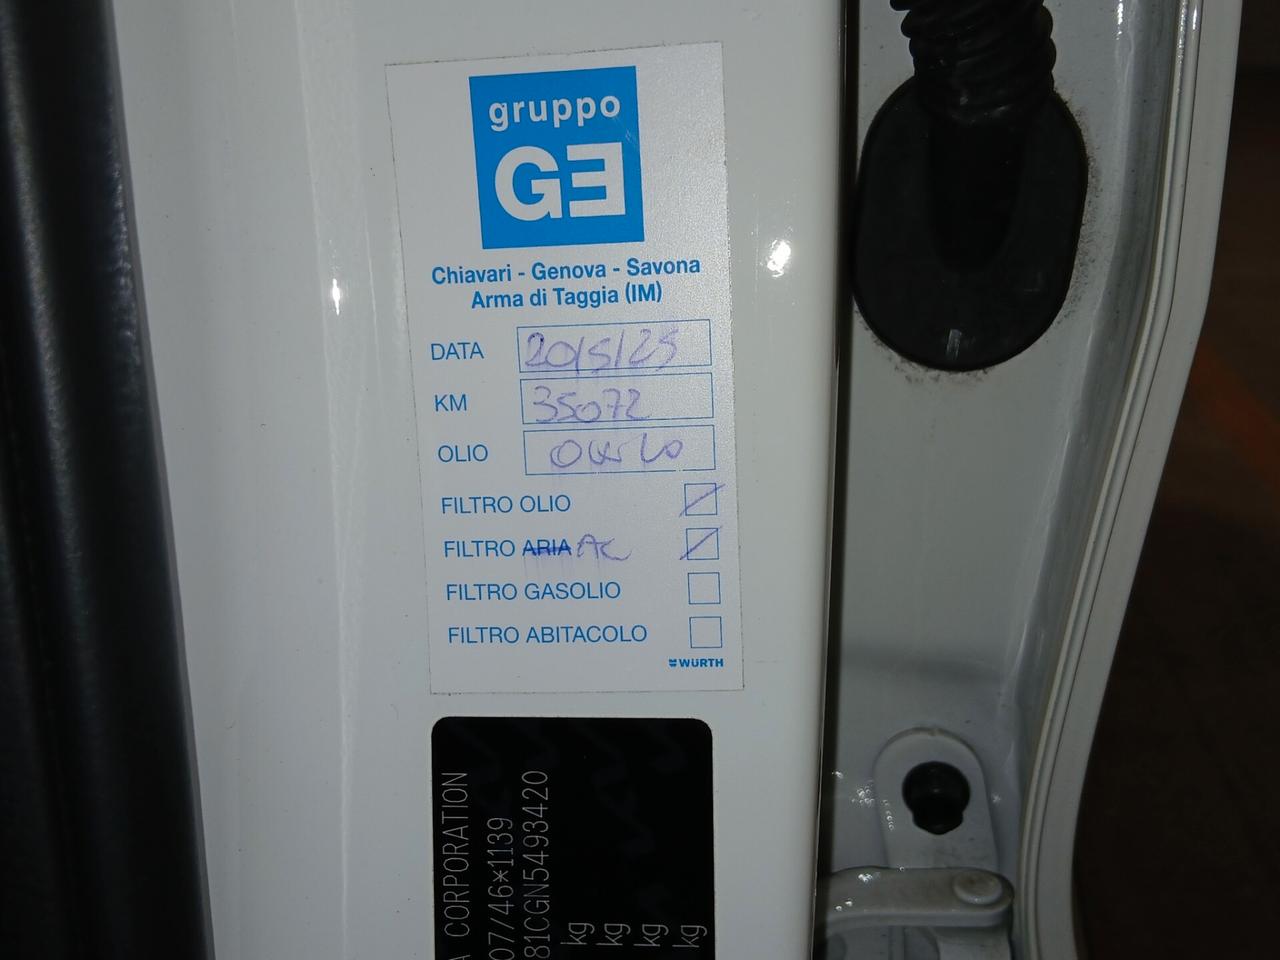 gruppo
GE
Chiavari - Genova - Savona
Arma di Taggia (IM)
DATA 20/5/25
KM 35072
OLIO
FILTRO OLIO
FILTRO ARIA AC
FILTRO GASOLIO
FILTRO ABITACOLO
WÜRTH
A CORPORATION
07/46*1139
81CGN5493420
kg
kg
kg
kg